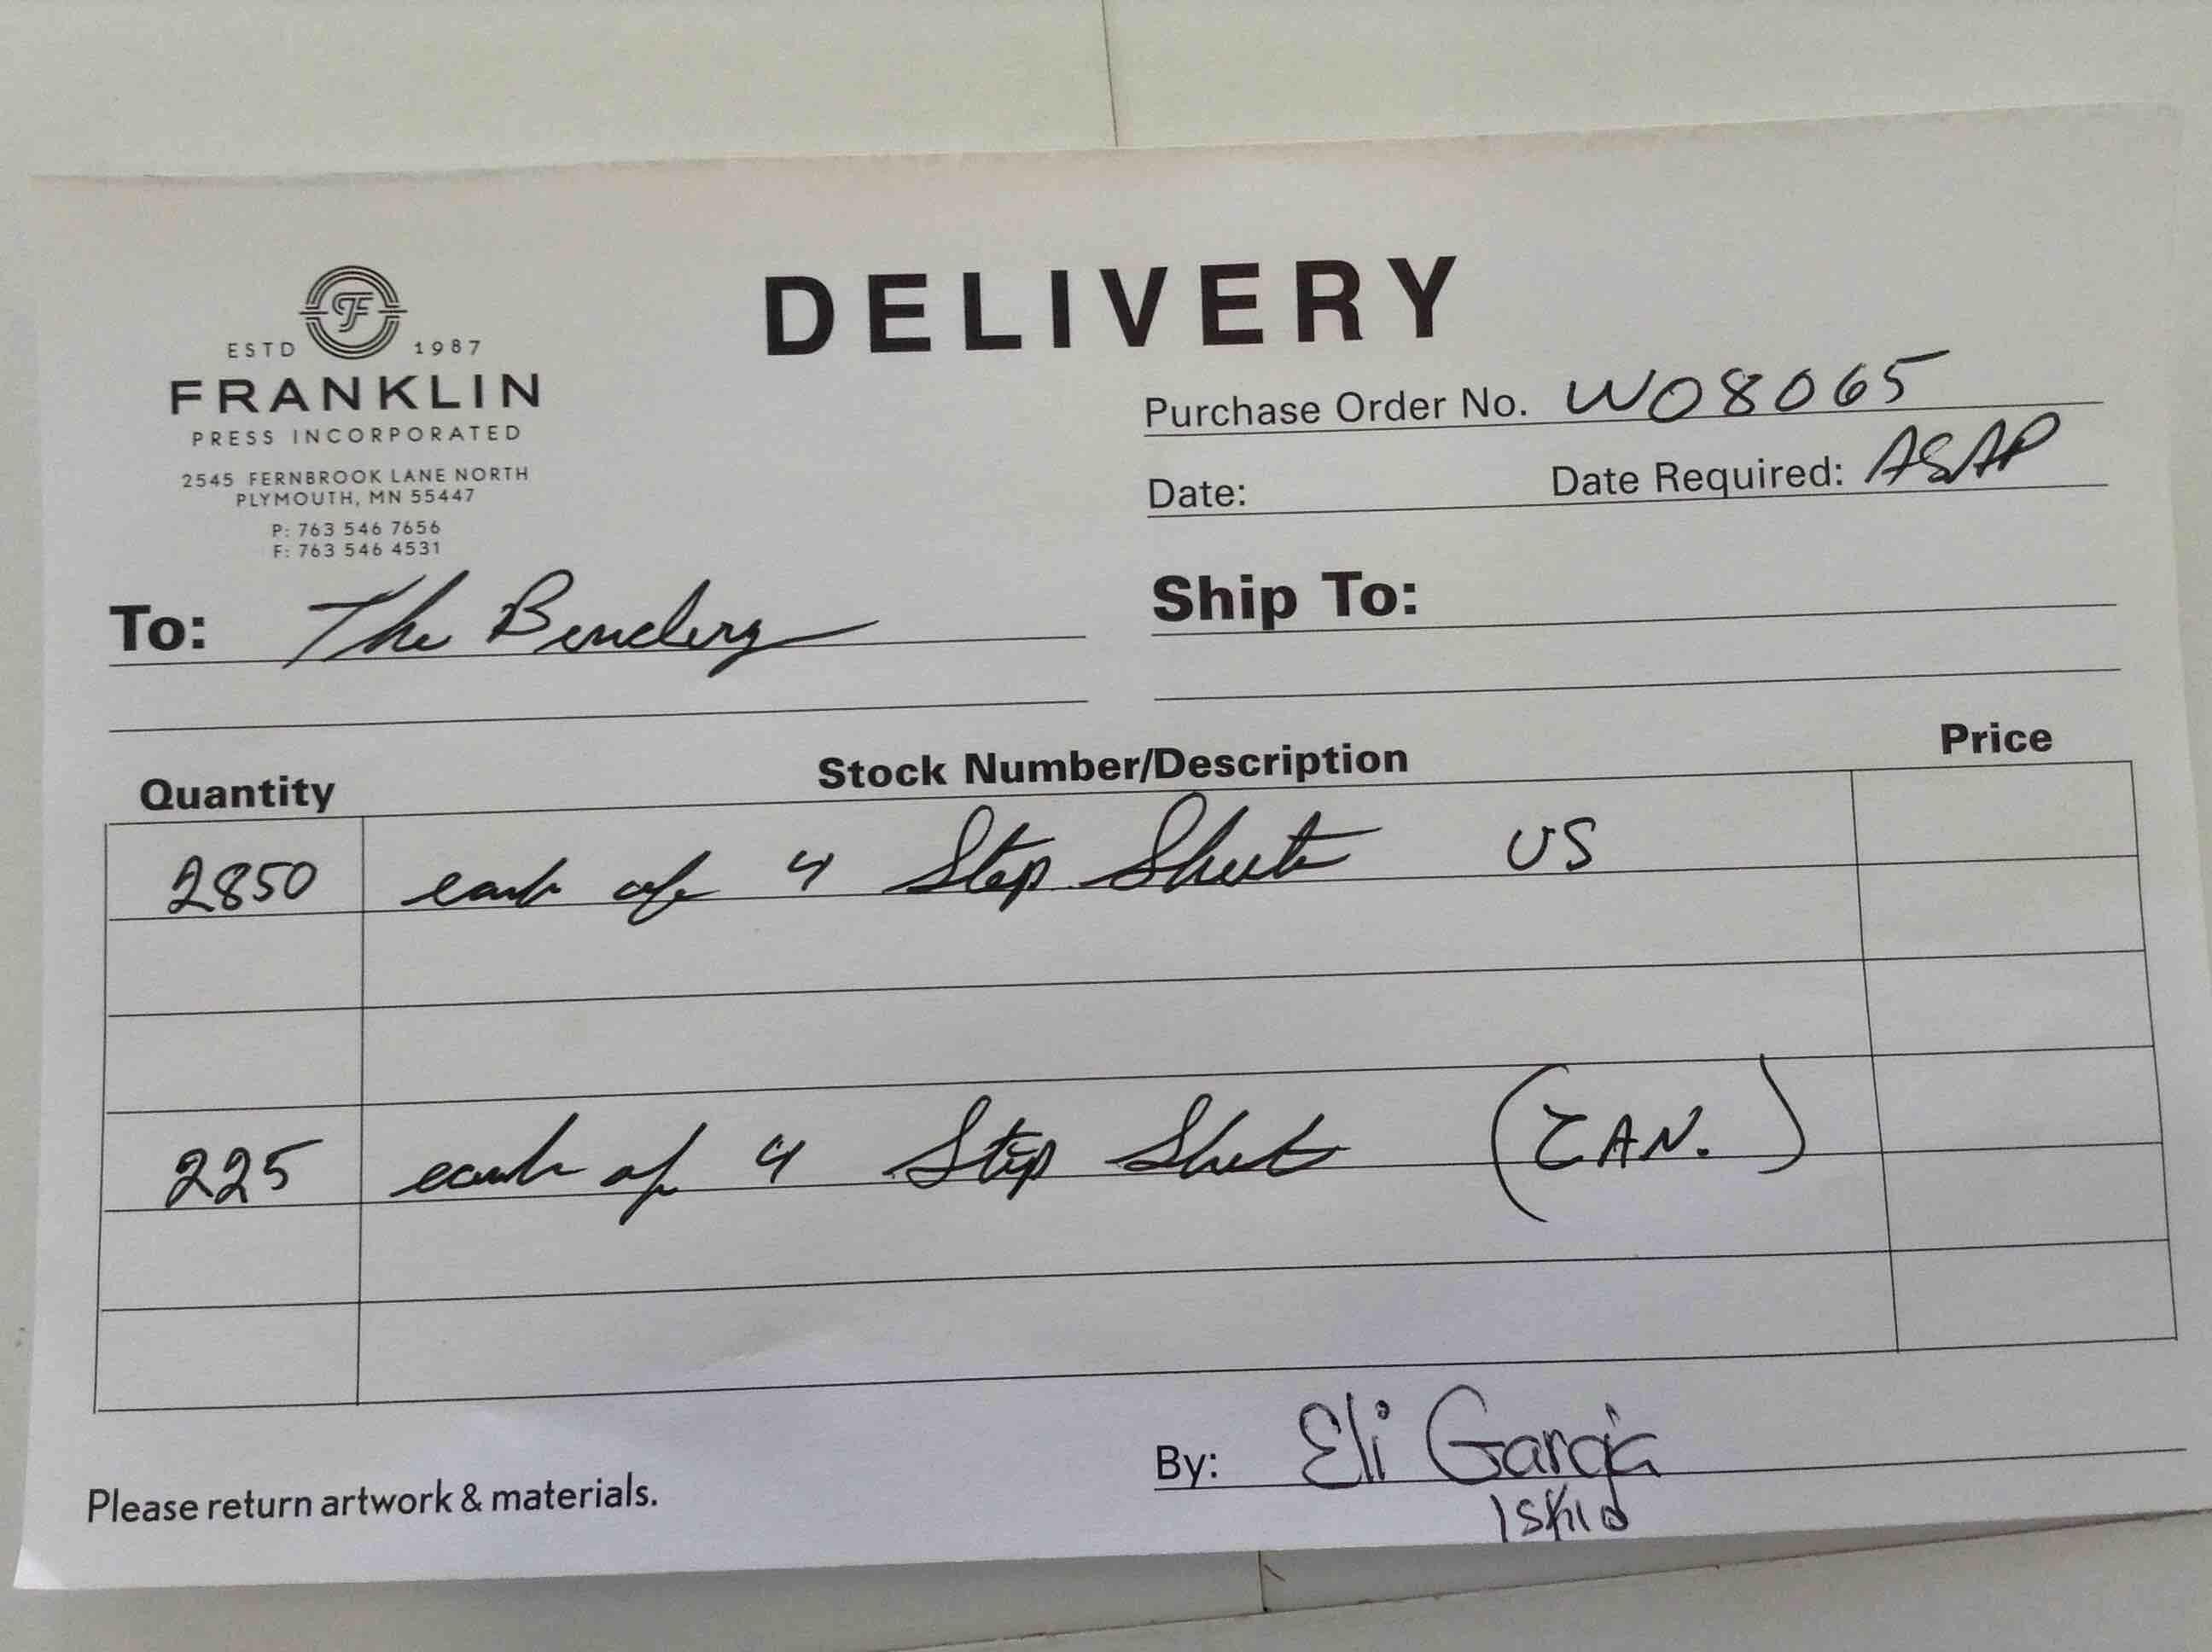 DELIVERY
F
ESTD 1987
FRANKLIN
PRESS INCORPORATED
2545 FERNBROOK LANE NORTH
PLYMOUTH, MN 55447
P: 763 546 7656
F: 763 546 4531
Purchase Order No. WO8065
Date: Date Required: ASAP
To: The Bindery
Ship To:
Quantity Stock Number/Description Price
2850 each of 4 Step Sheets US
225 each of 4 Step Sheets (CAN.)
By: Eli Garcia
1 Skid
Please return artwork & materials.